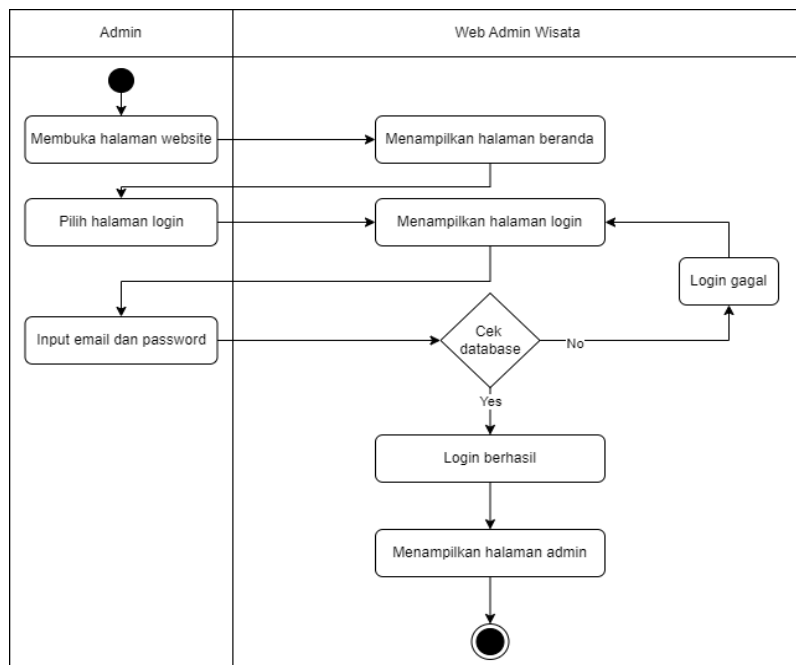 Admin
Web Admin Wisata
Membuka halaman website
Menampilkan halaman beranda
Pilih halaman login
Menampilkan halaman login
Login gagal
Input email dan password
Cek
database
No
Yes
Login berhasil
Menampilkan halaman admin